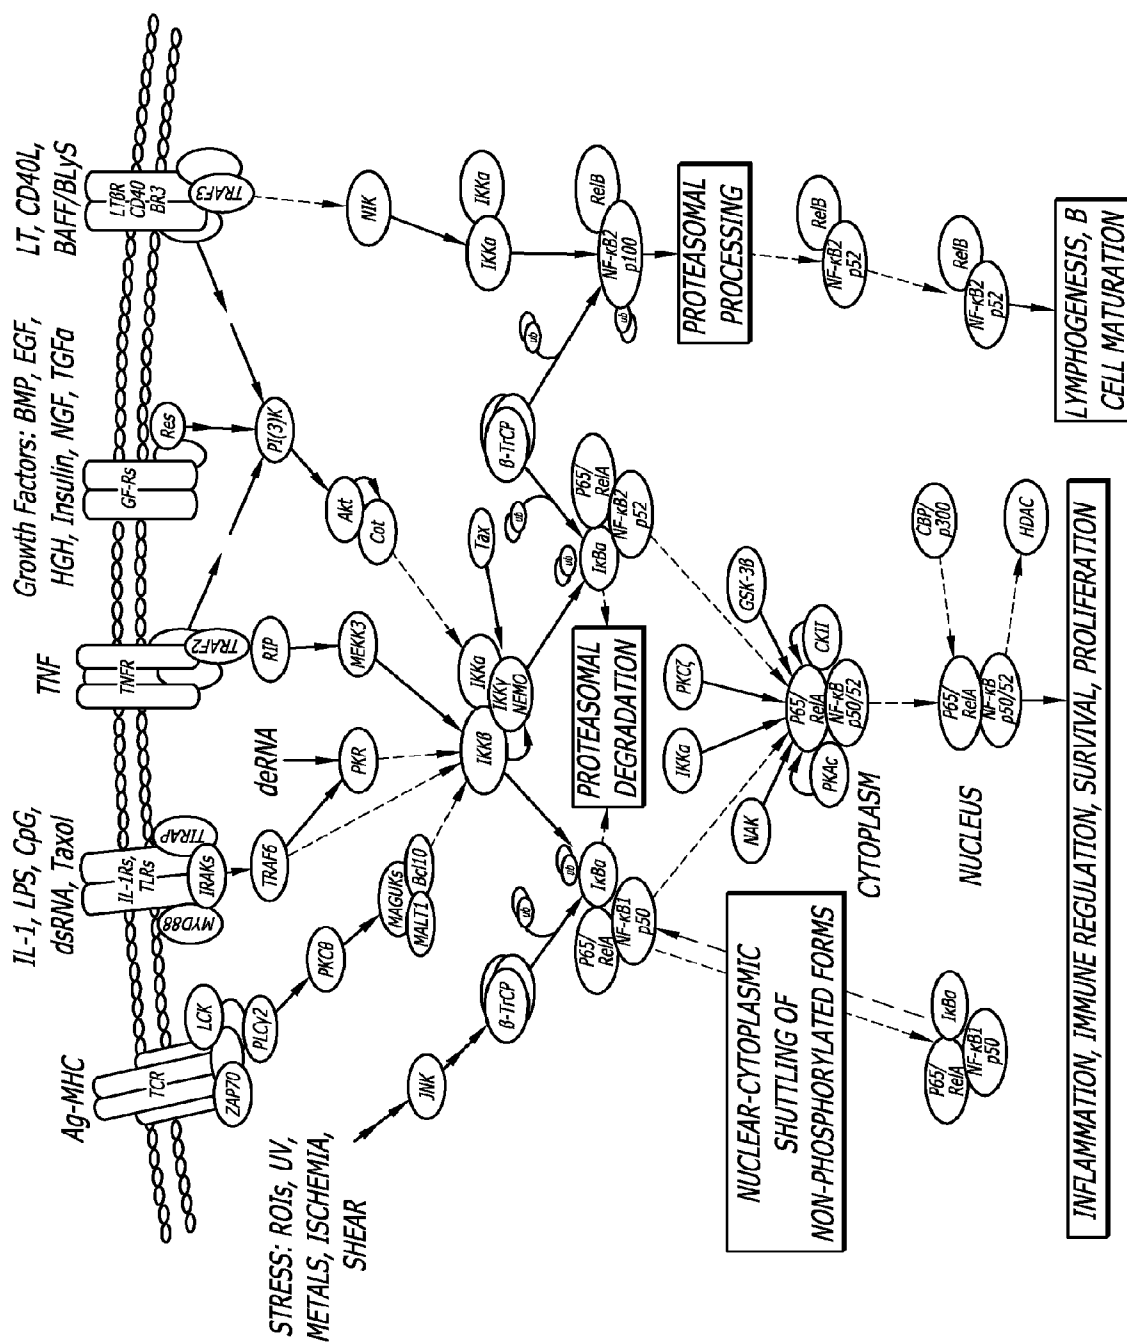 Ag-MHC
IL-1, LPS, CpG,
dsRNA, Taxol
TNF
Growth Factors: BMP, EGF,
HGH, Insulin, NGF, TGFα
LT, CD40L,
BAFF/BLyS
TCR
LCK
ZAP70
PLCγ2
IL-1Rs,
TLRs
MYD88
IRAKs
TIRAP
TNFR
TRAF2
GF-Rs
Res
LTBR
CD40
BR3
TRAF3
STRESS: ROIs, UV,
METALS, ISCHEMIA,
SHEAR
PKCθ
TRAF6
deRNA
PKR
RIP
MEKK3
PI(3)K
Akt
Cot
NIK
JNK
MAGUKs
MALT1
Bcl10
IKKβ
IKKα
IKKγ
NEMO
Tax
IKKα
IKKα
β-TrCP
ub
ub
ub
ub
β-TrCP
ub
ub
P65/
RelA
IκBα
NF-κB1
p50
PROTEASOMAL
DEGRADATION
IκBα
P65/
RelA
NF-κB2
p52
NF-κB2
p100
RelB
PROTEASOMAL
PROCESSING
NUCLEAR-CYTOPLASMIC
SHUTTLING OF
NON-PHOSPHORYLATED FORMS
NAK
IKKα
PKCζ
GSK-3B
PKAc
P65/
RelA
NF-κB
p50/52
CKII
NF-κB2
p52
RelB
CYTOPLASM
NUCLEUS
P65/
RelA
IκBα
NF-κB1
p50
P65/
RelA
NF-κB
p50/52
CBP/
p300
HDAC
NF-κB2
p52
RelB
INFLAMMATION, IMMUNE REGULATION, SURVIVAL, PROLIFERATION
LYMPHOGENESIS, B
CELL MATURATION